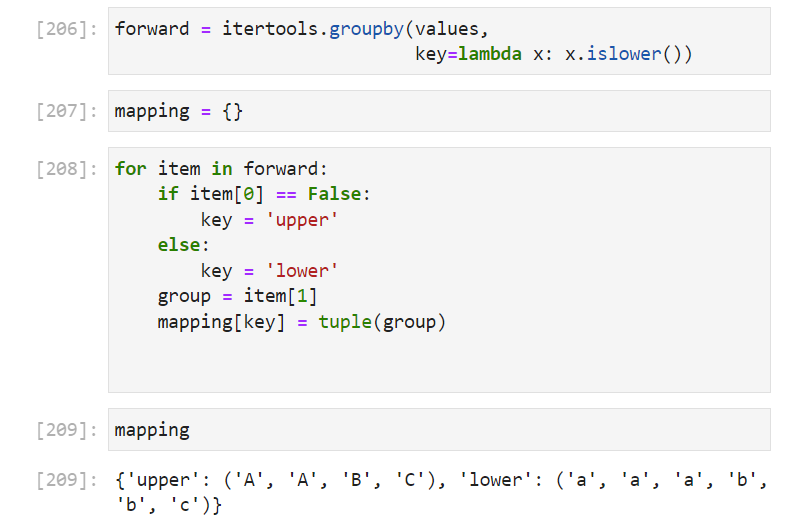 [206]: forward = itertools.groupby(values,
                            key=lambda x: x.islower())
[207]: mapping = {}
[208]: for item in forward:
    if item[0] == False:
        key = 'upper'
    else:
        key = 'lower'
    group = item[1]
    mapping[key] = tuple(group)
[209]: mapping
[209]: {'upper': ('A', 'A', 'B', 'C'), 'lower': ('a', 'a', 'a', 'b',
'b', 'c')}